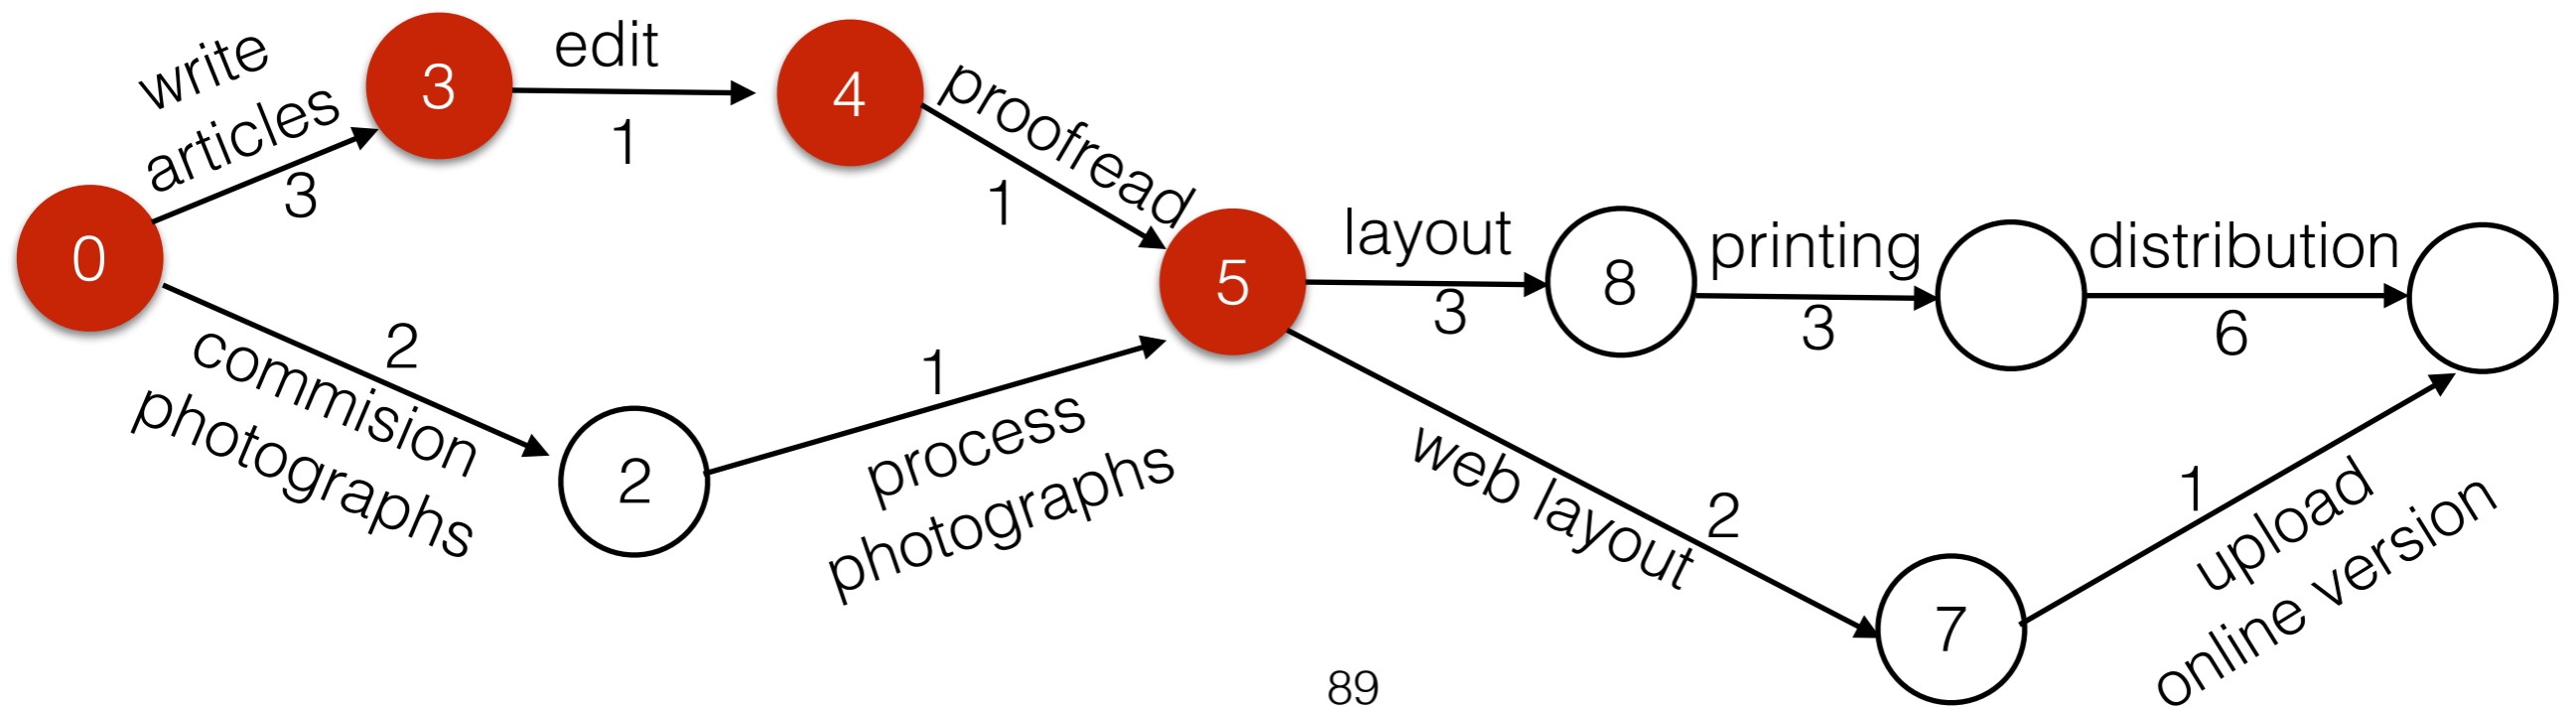 write
articles
3
0
3
edit
1
4
proofread
1
commision
photographs
2
2
1
process
photographs
5
layout
3
8
printing
3
distribution
6
web layout
2
7
1
upload
online version
89